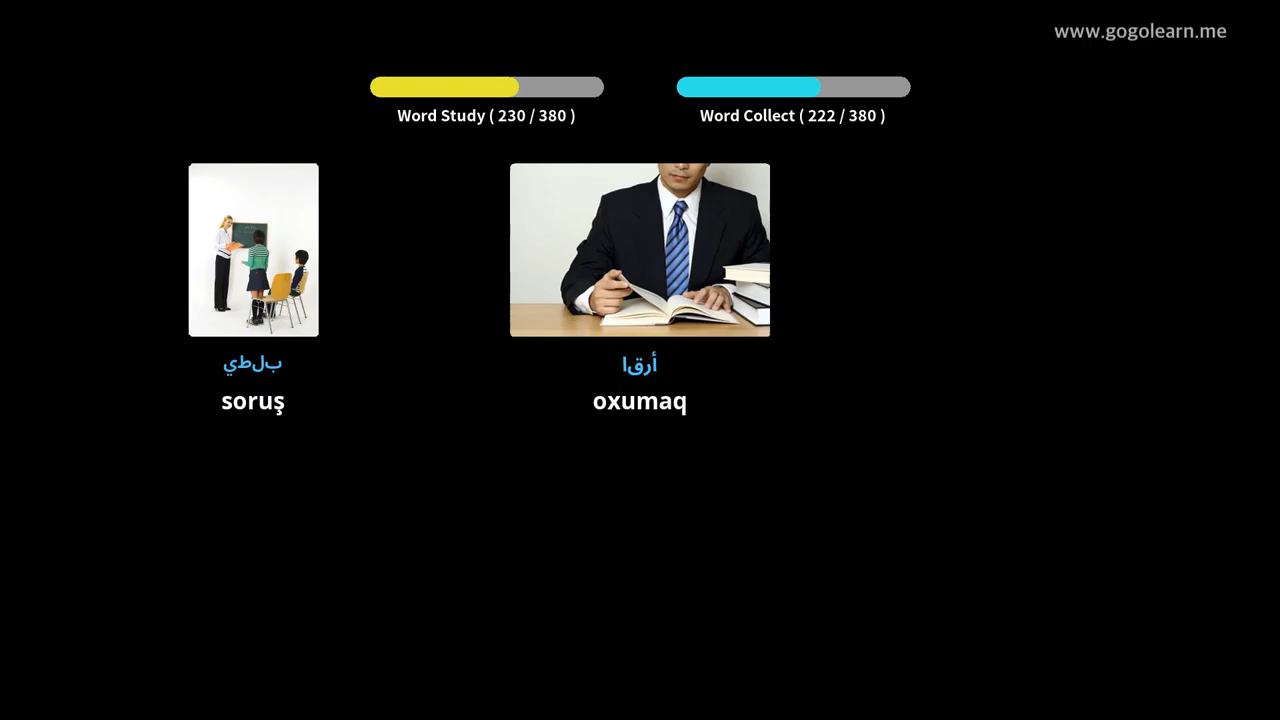 www.gogolearn.me
Word Study ( 230 / 380 )
Word Collect ( 222 / 380 )
بلطي
soruş
أرقا
oxumaq